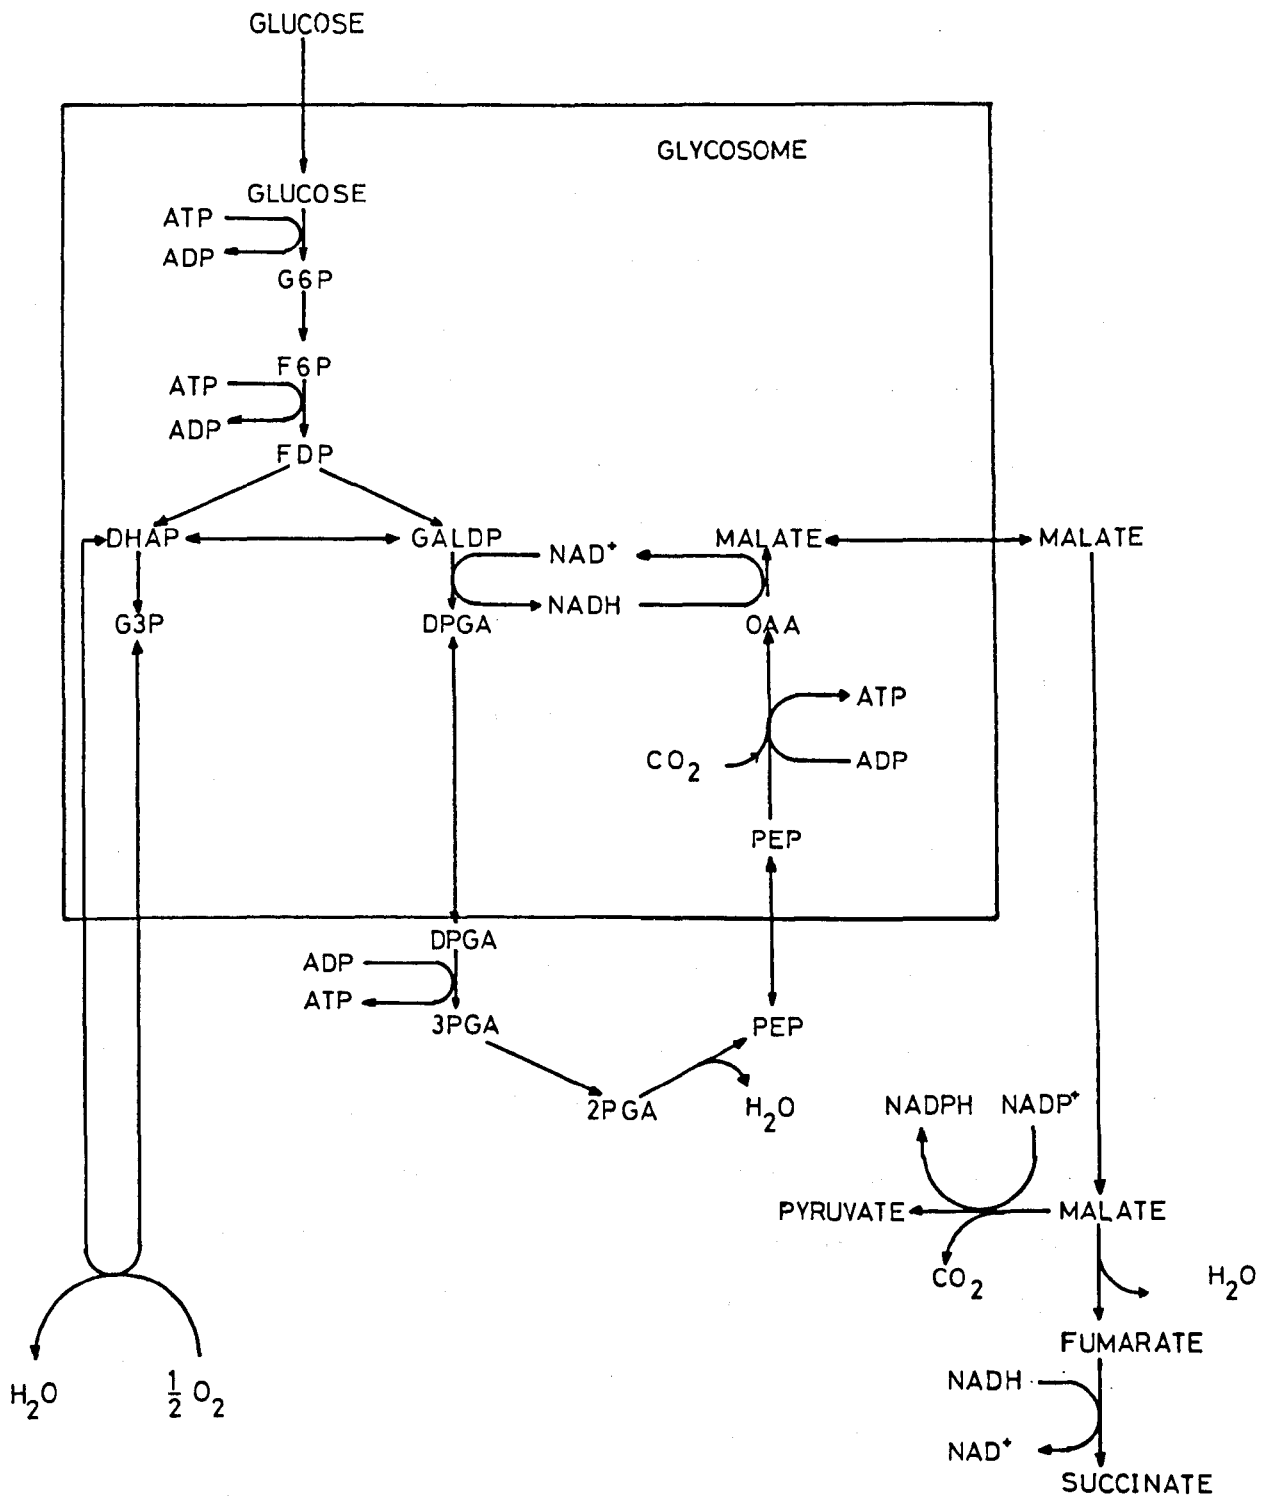 GLUCOSE
GLYCOSOME
GLUCOSE
ATP
ADP
G6P
F6P
ATP
ADP
FDP
DHAP
GALDP
NAD⁺
MALATE
MALATE
NADH
G3P
DPGA
OAA
ATP
CO₂
ADP
PEP
DPGA
ADP
ATP
3PGA
PEP
2PGA
H₂O
NADPH
NADP⁺
PYRUVATE
MALATE
CO₂
H₂O
FUMARATE
NADH
H₂O
½ O₂
NAD⁺
SUCCINATE